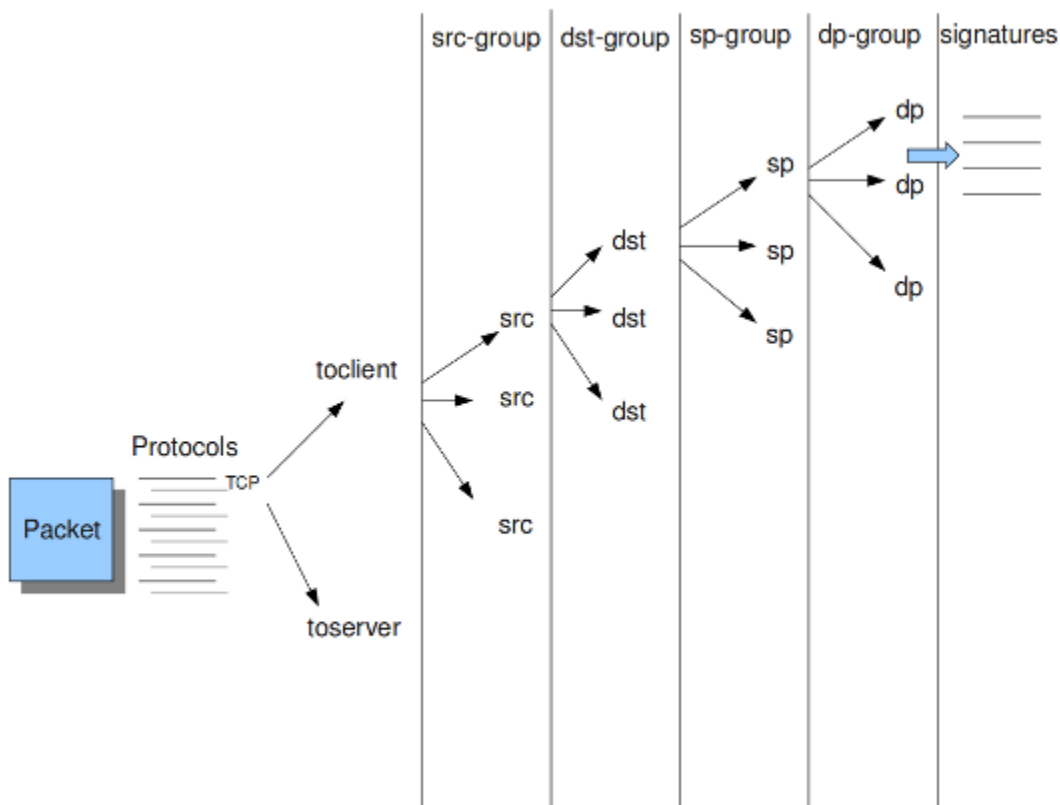 src-group dst-group sp-group dp-group signatures
dp
sp
dp
dst
sp
dp
src
dst
sp
toclient
src
dst
Protocols
TCP
Packet
src
toserver